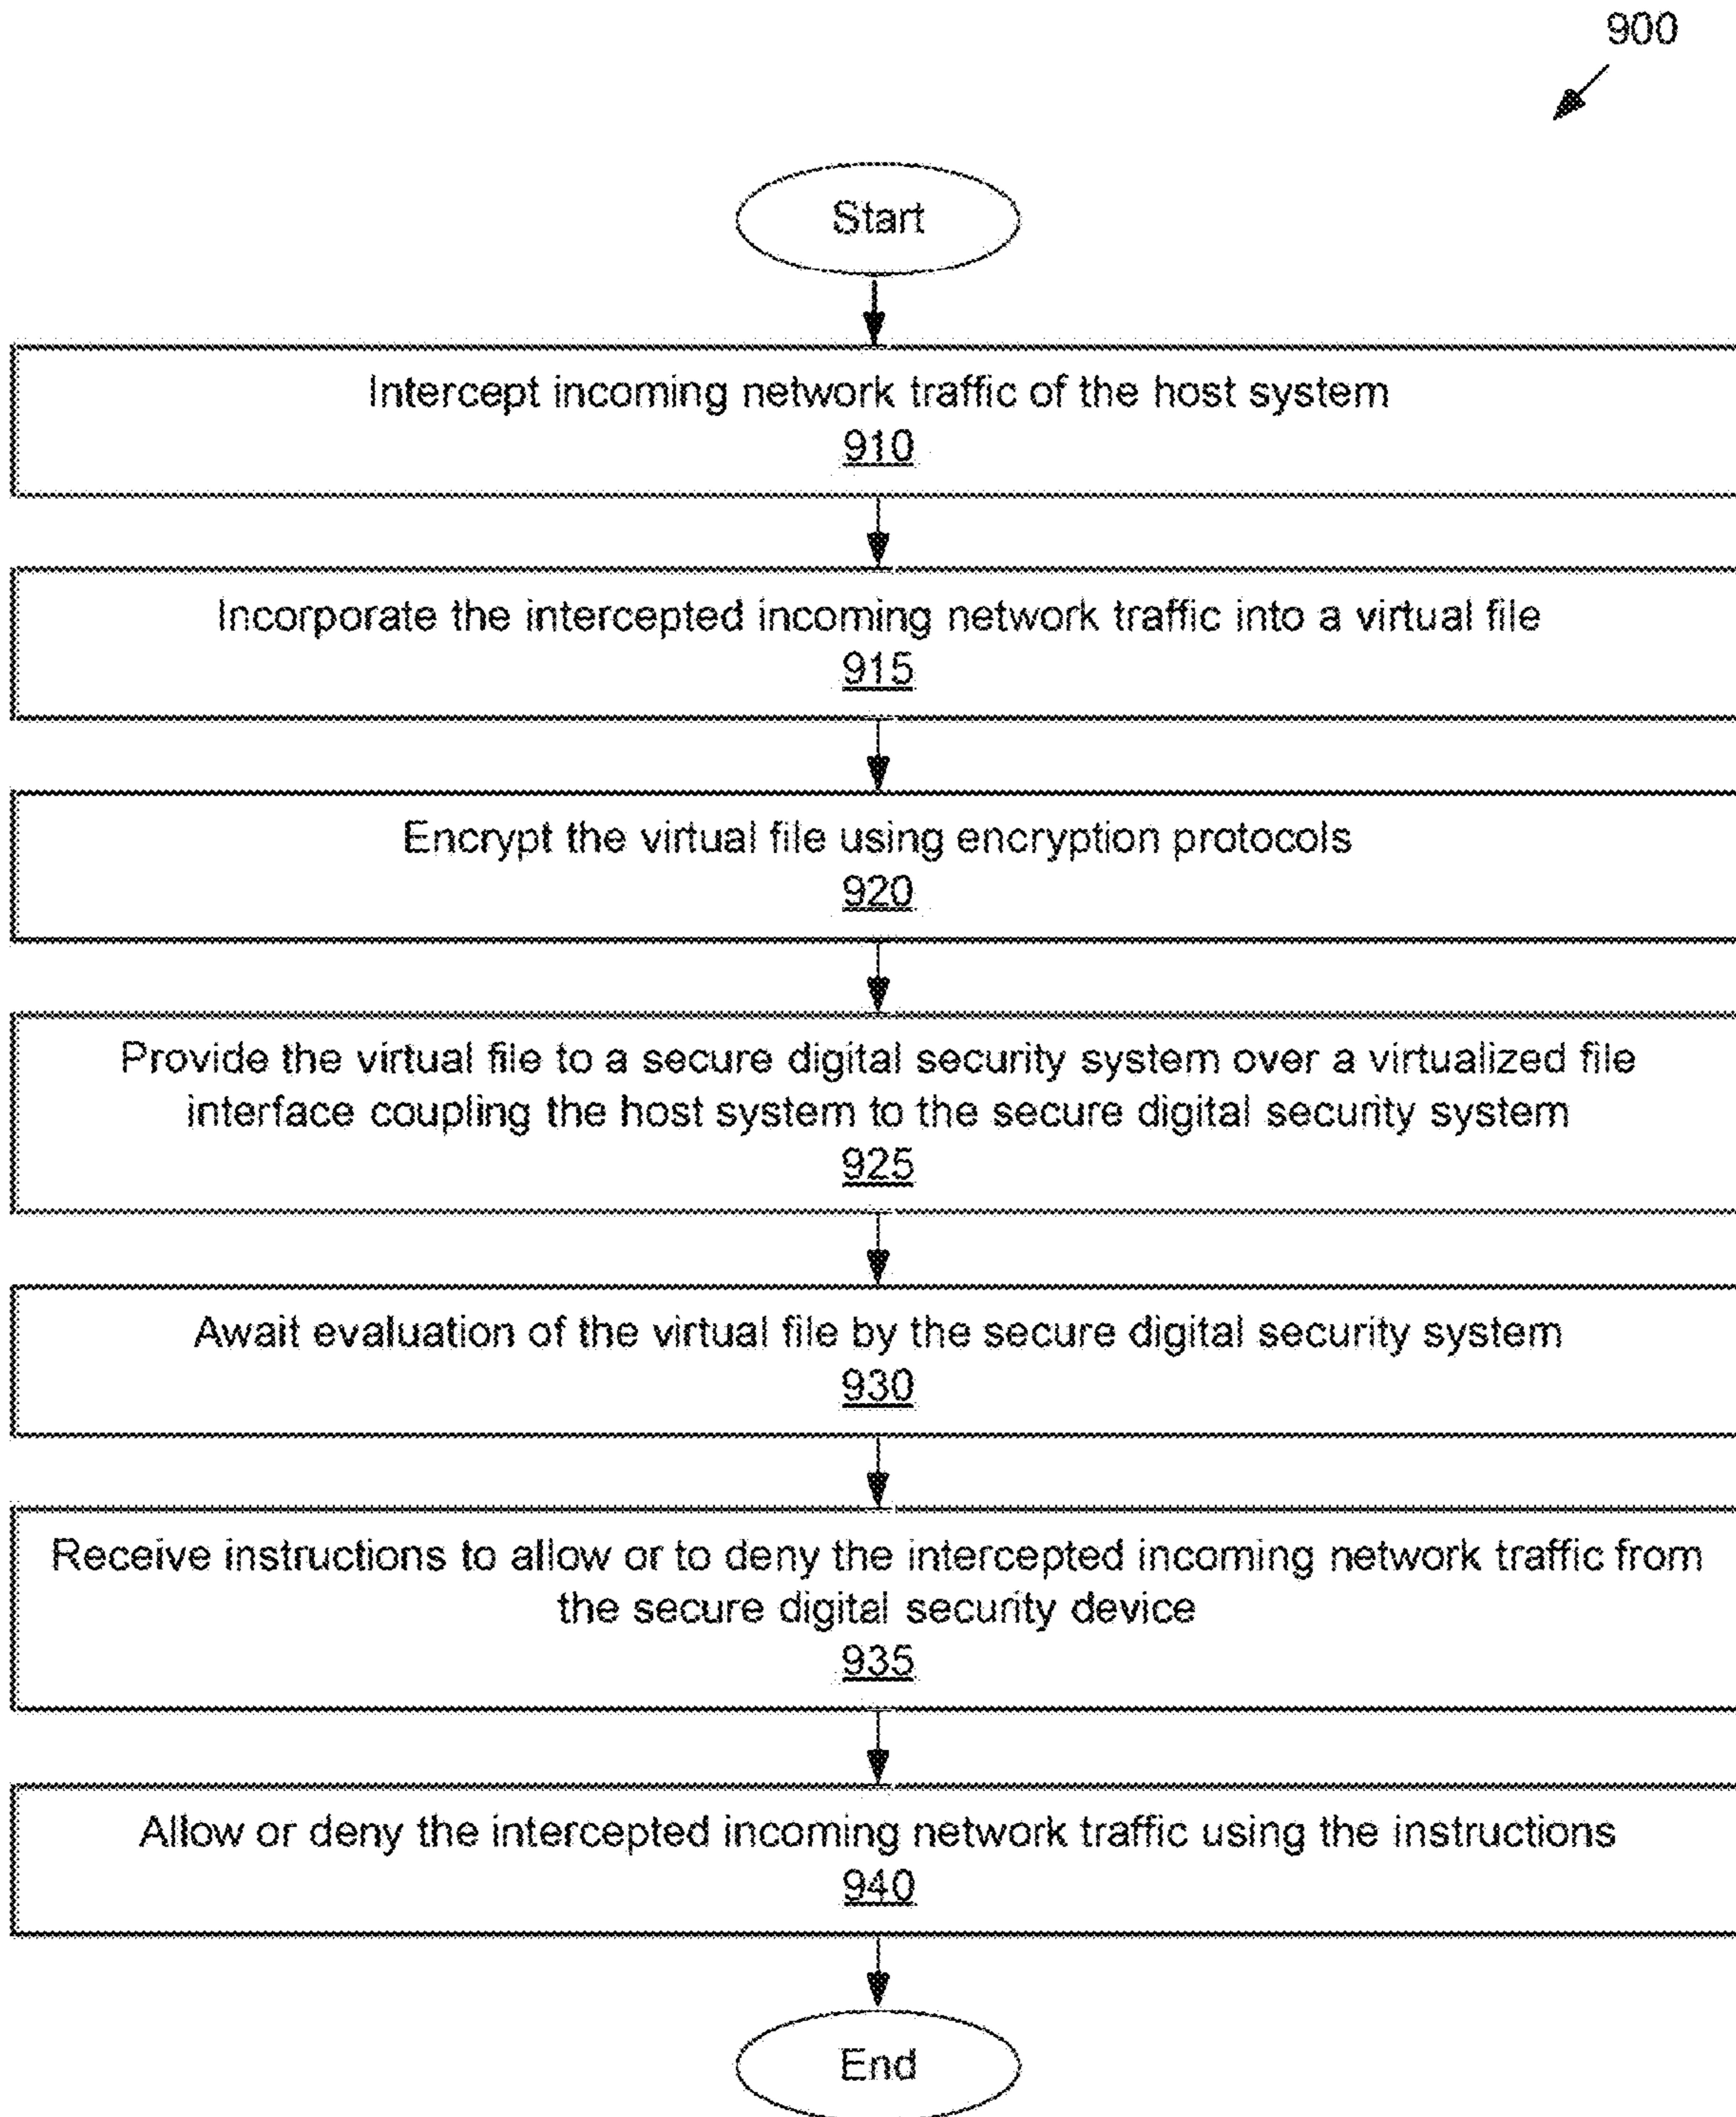 900
Start
Intercept incoming network traffic of the host system
910
Incorporate the intercepted incoming network traffic into a virtual file
915
Encrypt the virtual file using encryption protocols
920
Provide the virtual file to a secure digital security system over a virtualized file
interface coupling the host system to the secure digital security system
925
Await evaluation of the virtual file by the secure digital security system
930
Receive instructions to allow or to deny the intercepted incoming network traffic from
the secure digital security device
935
Allow or deny the intercepted incoming network traffic using the instructions
940
End